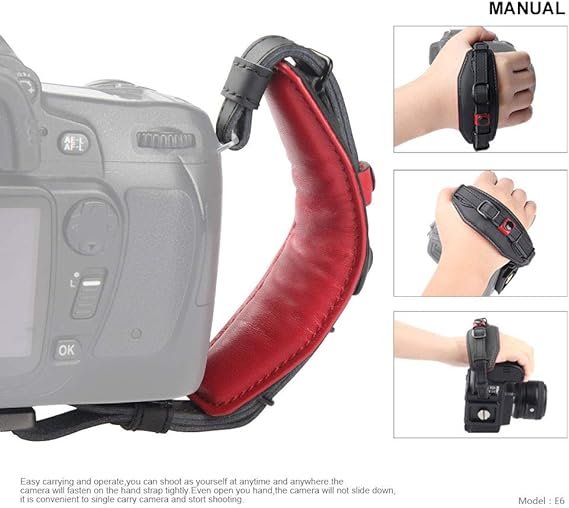 MANUAL
AE-L
AF-L
L
OK
Easy carrying and operate,you can shoot as yourself at anytime and anywhere.the
camera will fasten on the hand strap tightly.Even open you hand,the camera will not slide down,
it is convenient to single carry camera and start shooting.
Model : E6